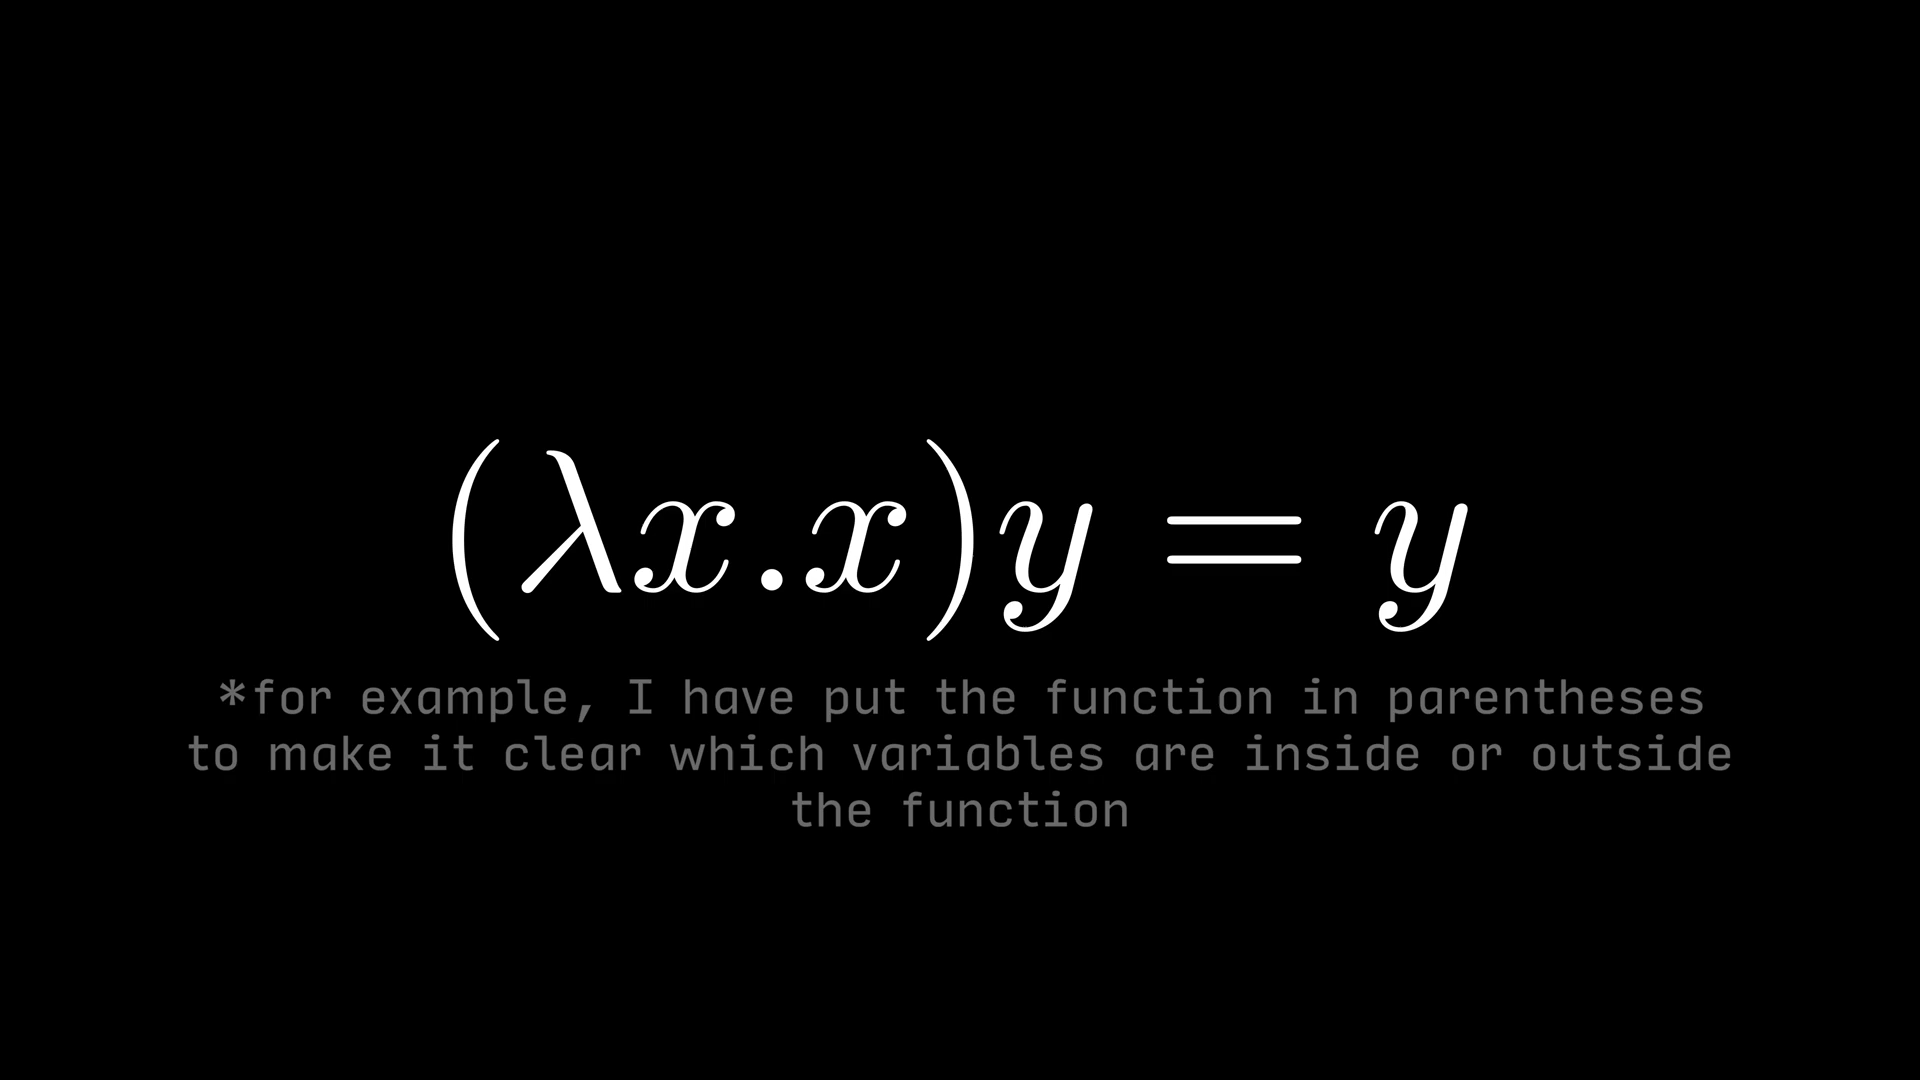 (λx.x)y = y
*for example, I have put the function in parentheses
to make it clear which variables are inside or outside
the function